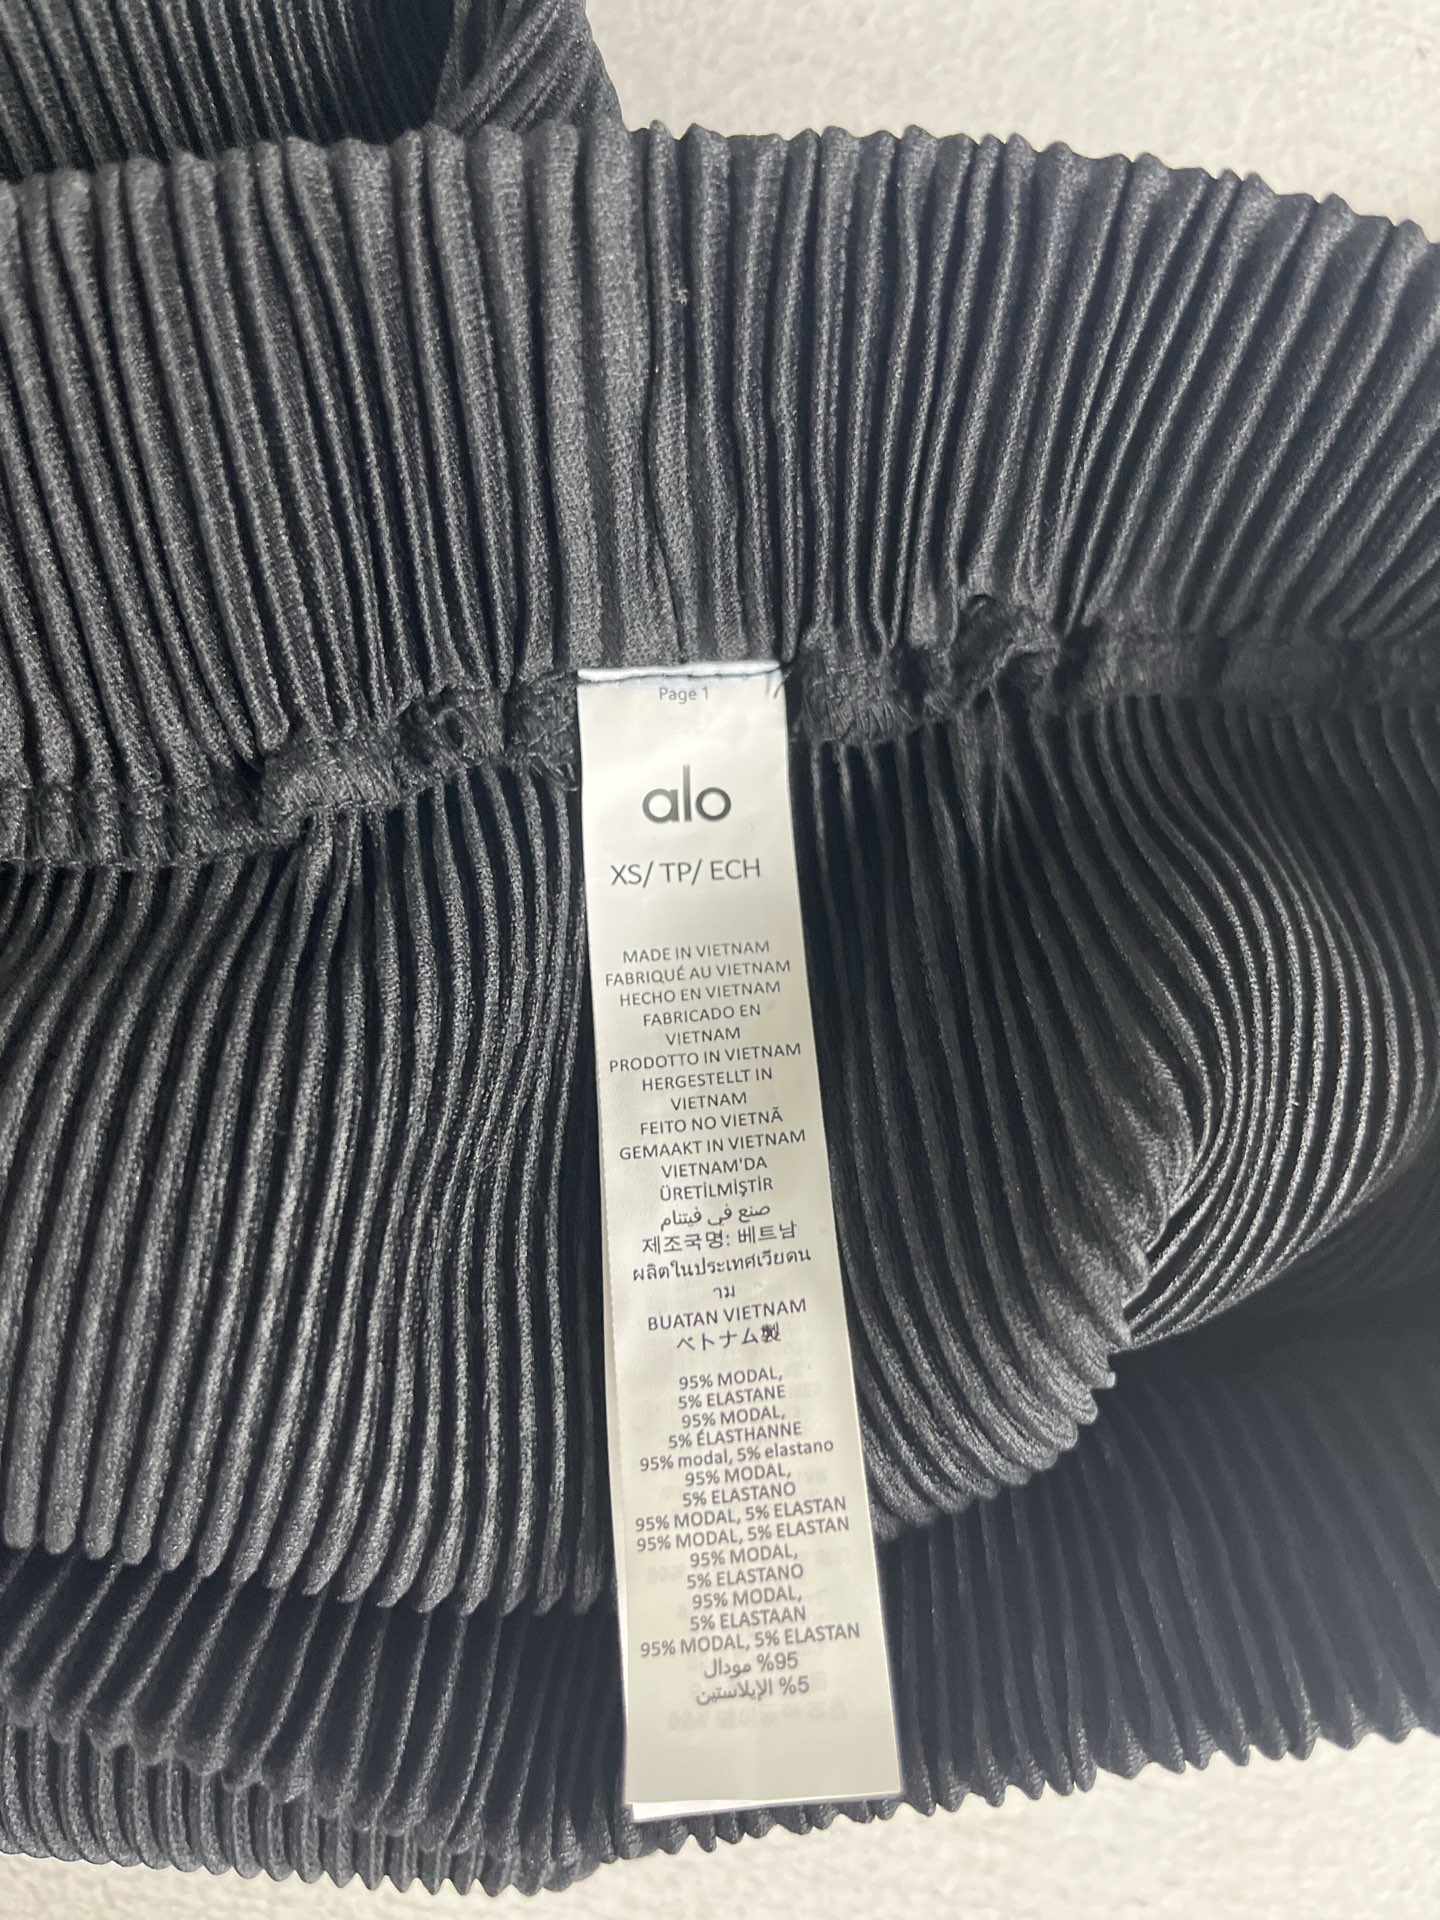 Page 1
alo
XS/ TP/ ECH
MADE IN VIETNAM
FABRIQUÉ AU VIETNAM
HECHO EN VIETNAM
FABRICADO EN
VIETNAM
PRODOTTO IN VIETNAM
HERGESTELLT IN
VIETNAM
FEITO NO VIETNÃ
GEMAAKT IN VIETNAM
VIETNAM'DA
ÜRETİLMİŞTİR
صنع في فيتنام
제조국명: 베트남
ผลิตในประเทศเวียดน
าม
BUATAN VIETNAM
ベトナム製
95% MODAL,
5% ELASTANE
95% MODAL,
5% ÉLASTHANNE
95% modal, 5% elastano
95% MODAL,
5% ELASTANO
95% MODAL, 5% ELASTAN
95% MODAL, 5% ELASTAN
95% MODAL,
5% ELASTANO
95% MODAL,
5% ELASTAAN
95% MODAL, 5% ELASTAN
95% مودال
5% الإيلاستين